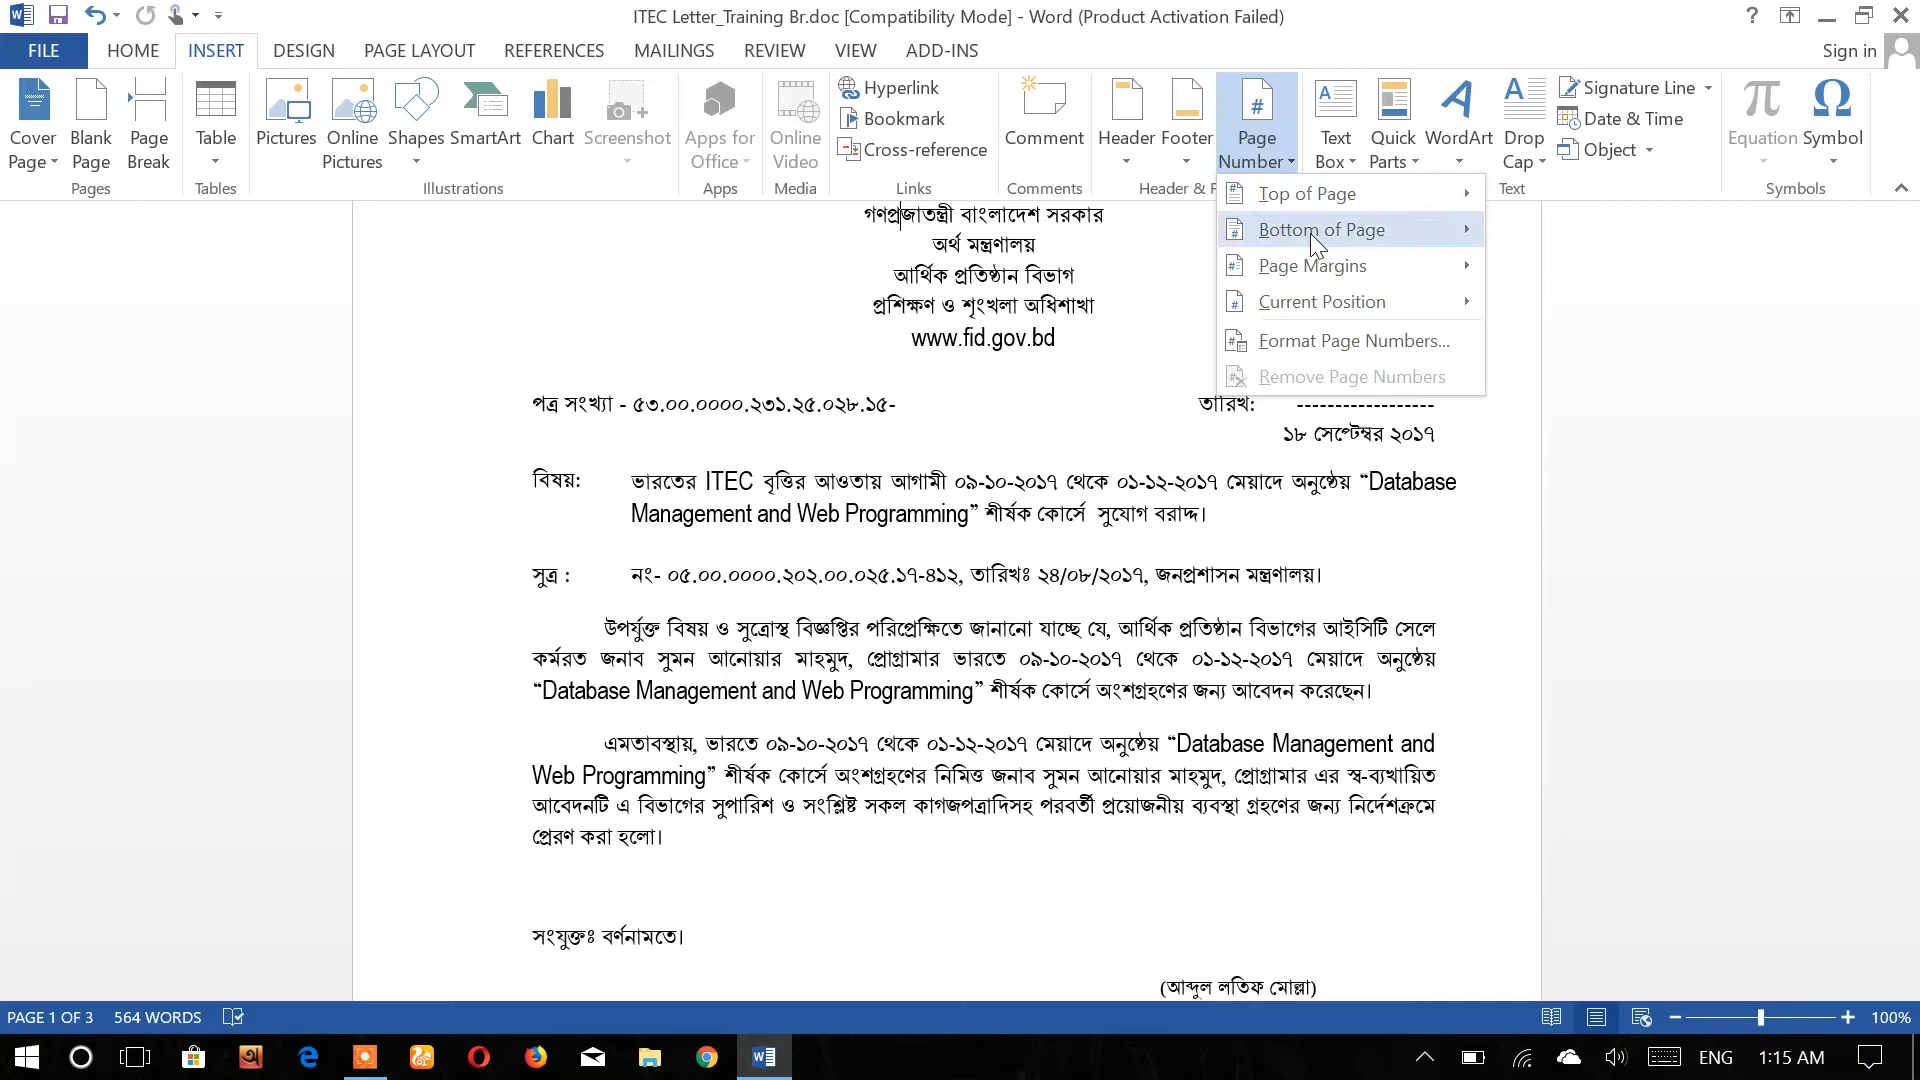 ITEC Letter_Training Br.doc [Compatibility Mode] - Word (Product Activation Failed)
FILE HOME INSERT DESIGN PAGE LAYOUT REFERENCES MAILINGS REVIEW VIEW ADD-INS Sign in
Cover Page
Blank Page
Page Break
Table
Pictures
Online Pictures
Shapes
SmartArt
Chart
Screenshot
Apps for Office
Online Video
Hyperlink
Bookmark
Cross-reference
Comment
Header
Footer
Page Number
Text Box
Quick Parts
WordArt
Drop Cap
Signature Line
Date & Time
Object
Equation
Symbol
Pages Tables Illustrations Apps Media Links Comments Header & F Text Symbols
Top of Page
Bottom of Page
Page Margins
Current Position
Format Page Numbers...
Remove Page Numbers
গণপ্রজাতন্ত্রী বাংলাদেশ সরকার
অর্থ মন্ত্রণালয়
আর্থিক প্রতিষ্ঠান বিভাগ
প্রশিক্ষণ ও শৃংখলা অধিশাখা
www.fid.gov.bd
পত্র সংখ্যা - ৫৩.০০.০০০০.২৩১.২৫.০২৮.১৫- তারিখ: ------------------
১৮ সেপ্টেম্বর ২০১৭
বিষয়: ভারতের ITEC বৃত্তির আওতায় আগামী ০৯-১০-২০১৭ থেকে ০১-১২-২০১৭ মেয়াদে অনুষ্ঠেয় “Database
Management and Web Programming” শীর্ষক কোর্সে সুযোগ বরাদ্দ।
সুত্র : নং- ০৫.০০.০০০০.২০২.০০.০২৫.১৭-৪১২, তারিখঃ ২৪/০৮/২০১৭, জনপ্রশাসন মন্ত্রণালয়।
উপর্যুক্ত বিষয় ও সুত্রোস্থ বিজ্ঞপ্তির পরিপ্রেক্ষিতে জানানো যাচ্ছে যে, আর্থিক প্রতিষ্ঠান বিভাগের আইসিটি সেলে
কর্মরত জনাব সুমন আনোয়ার মাহমুদ, প্রোগ্রামার ভারতে ০৯-১০-২০১৭ থেকে ০১-১২-২০১৭ মেয়াদে অনুষ্ঠেয়
“Database Management and Web Programming” শীর্ষক কোর্সে অংশগ্রহণের জন্য আবেদন করেছেন।
এমতাবস্থায়, ভারতে ০৯-১০-২০১৭ থেকে ০১-১২-২০১৭ মেয়াদে অনুষ্ঠেয় “Database Management and
Web Programming” শীর্ষক কোর্সে অংশগ্রহণের নিমিত্ত জনাব সুমন আনোয়ার মাহমুদ, প্রোগ্রামার এর স্ব-ব্যখায়িত
আবেদনটি এ বিভাগের সুপারিশ ও সংশ্লিষ্ট সকল কাগজপত্রাদিসহ পরবর্তী প্রয়োজনীয় ব্যবস্থা গ্রহণের জন্য নির্দেশক্রমে
প্রেরণ করা হলো।
সংযুক্তঃ বর্ণনামতে।
(আব্দুল লতিফ মোল্লা)
PAGE 1 OF 3 564 WORDS 100%
ENG 1:15 AM